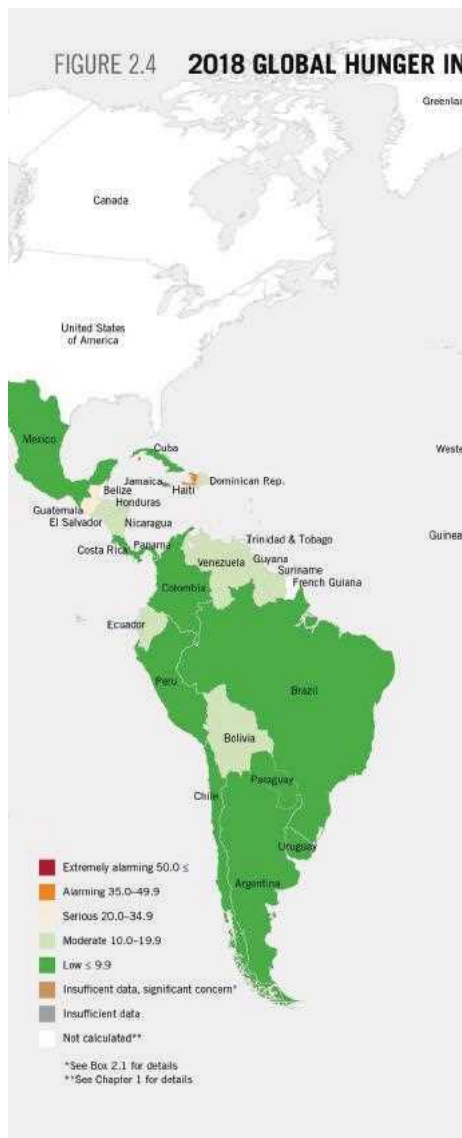 FIGURE 2.4 2018 GLOBAL HUNGER IN
Greenlan
Canada
United States
of America
Mexico
Cuba
Weste
Jamaica
Haiti
Dominican Rep.
Belize
Honduras
Guatemala
El Salvador
Nicaragua
Trinidad & Tobago
Guinea
Costa Rica
Panama
Venezuela
Guyana
Suriname
French Guiana
Colombia
Ecuador
Peru
Brazil
Bolivia
Paraguay
Chile
Uruguay
Argentina
Extremely alarming 50.0 ≤
Alarming 35.0–49.9
Serious 20.0–34.9
Moderate 10.0–19.9
Low ≤ 9.9
Insufficent data, significant concern*
Insufficient data
Not calculated**
*See Box 2.1 for details
**See Chapter 1 for details